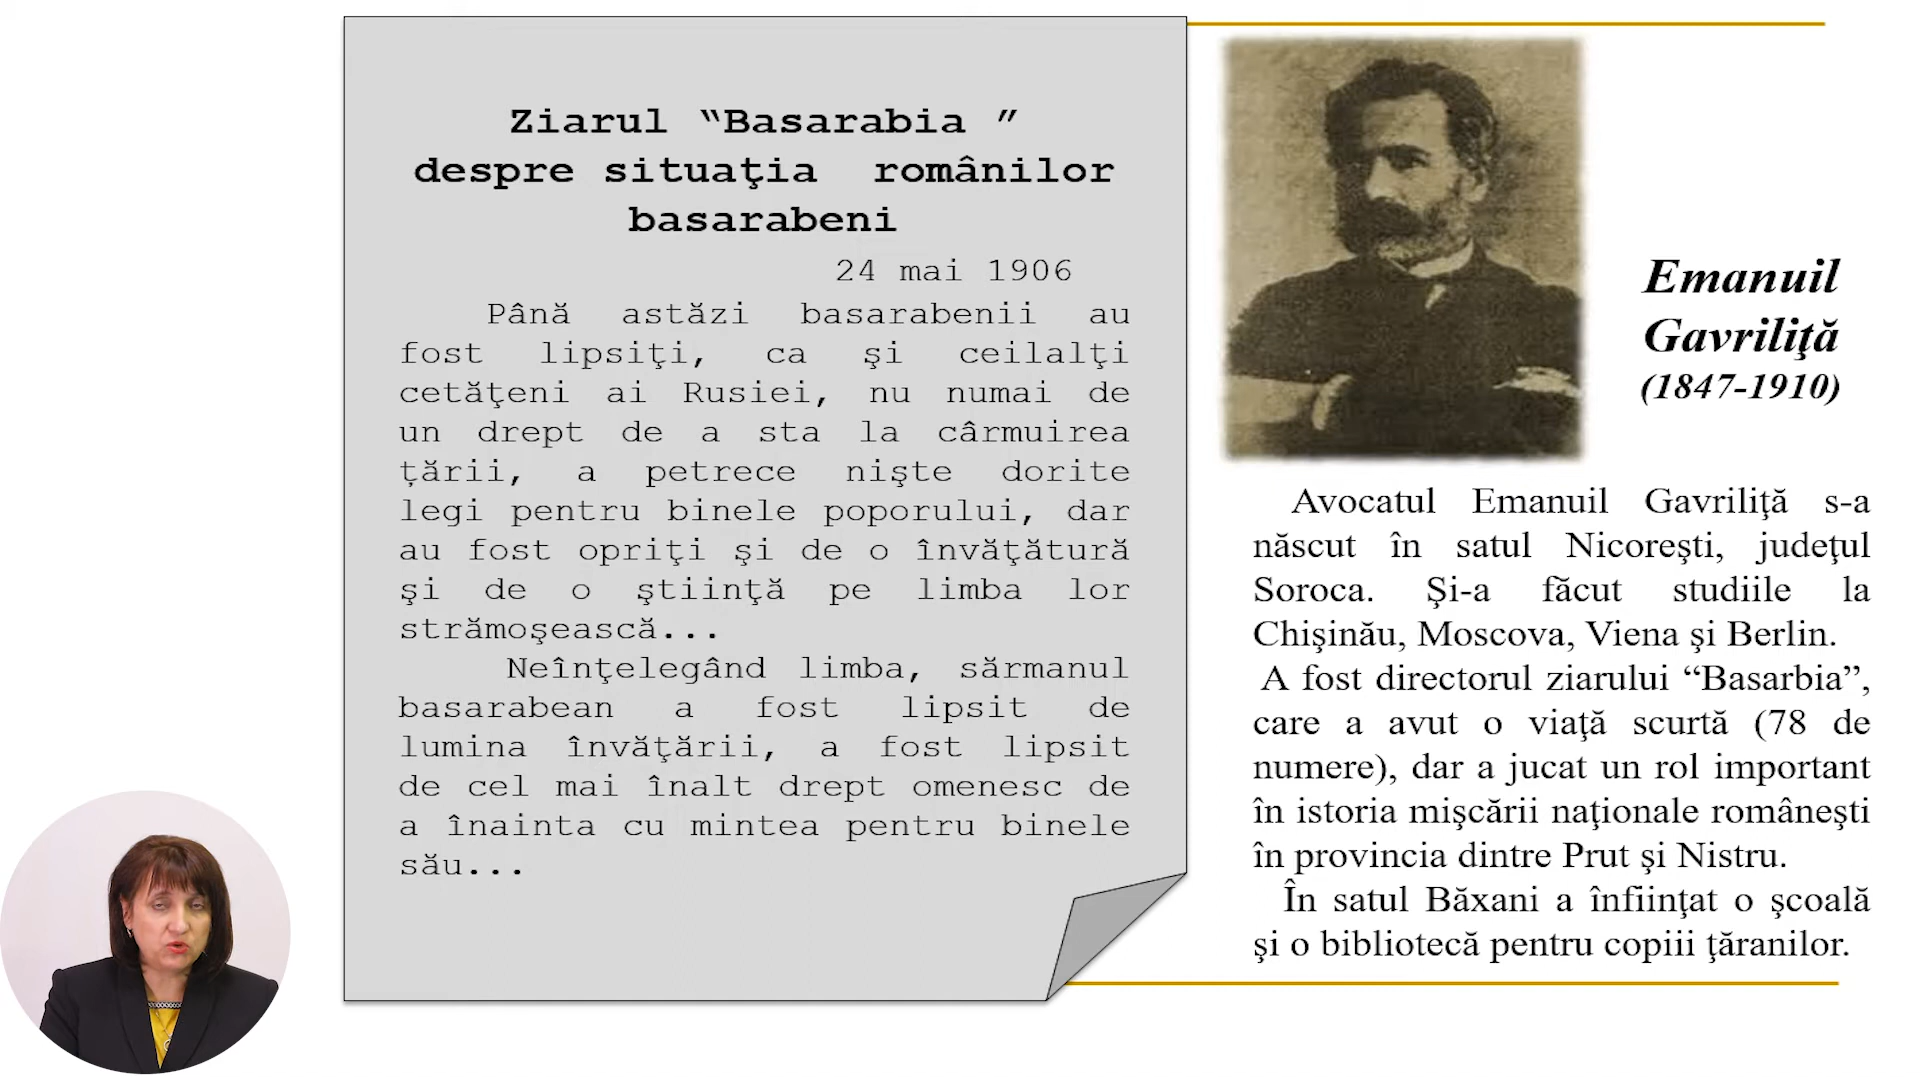 Ziarul “Basarabia ”
despre situaţia românilor
basarabeni
24 mai 1906
Până astăzi basarabenii au
fost lipsiţi, ca şi ceilalţi
cetăţeni ai Rusiei, nu numai de
un drept de a sta la cârmuirea
țării, a petrece nişte dorite
legi pentru binele poporului, dar
au fost opriţi şi de o învăţătură
şi de o ştiinţă pe limba lor
strămoşească...
Neînţelegând limba, sărmanul
basarabean a fost lipsit de
lumina învăţării, a fost lipsit
de cel mai înalt drept omenesc de
a înainta cu mintea pentru binele
său...
Emanuil
Gavriliţă
(1847-1910)
Avocatul Emanuil Gavriliţă s-a
născut în satul Nicoreşti, judeţul
Soroca. Şi-a făcut studiile la
Chişinău, Moscova, Viena şi Berlin.
A fost directorul ziarului “Basarbia”,
care a avut o viaţă scurtă (78 de
numere), dar a jucat un rol important
în istoria mişcării naţionale româneşti
în provincia dintre Prut şi Nistru.
În satul Băxani a înfiinţat o şcoală
şi o bibliotecă pentru copiii ţăranilor.